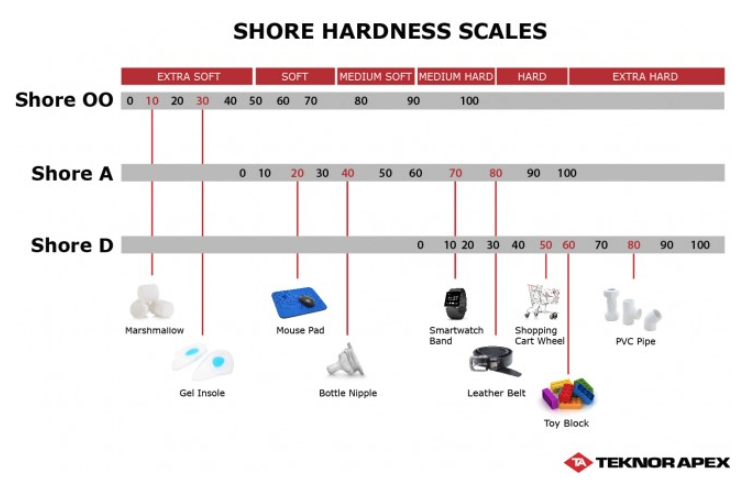 SHORE HARDNESS SCALES
EXTRA SOFT SOFT MEDIUM SOFT MEDIUM HARD HARD EXTRA HARD
Shore OO 0 10 20 30 40 50 60 70 80 90 100
Shore A 0 10 20 30 40 50 60 70 80 90 100
Shore D 0 10 20 30 40 50 60 70 80 90 100
Marshmallow
Mouse Pad
Smartwatch
Band
Shopping
Cart Wheel
PVC Pipe
Gel Insole
Bottle Nipple
Leather Belt
Toy Block
TA TEKNOR APEX